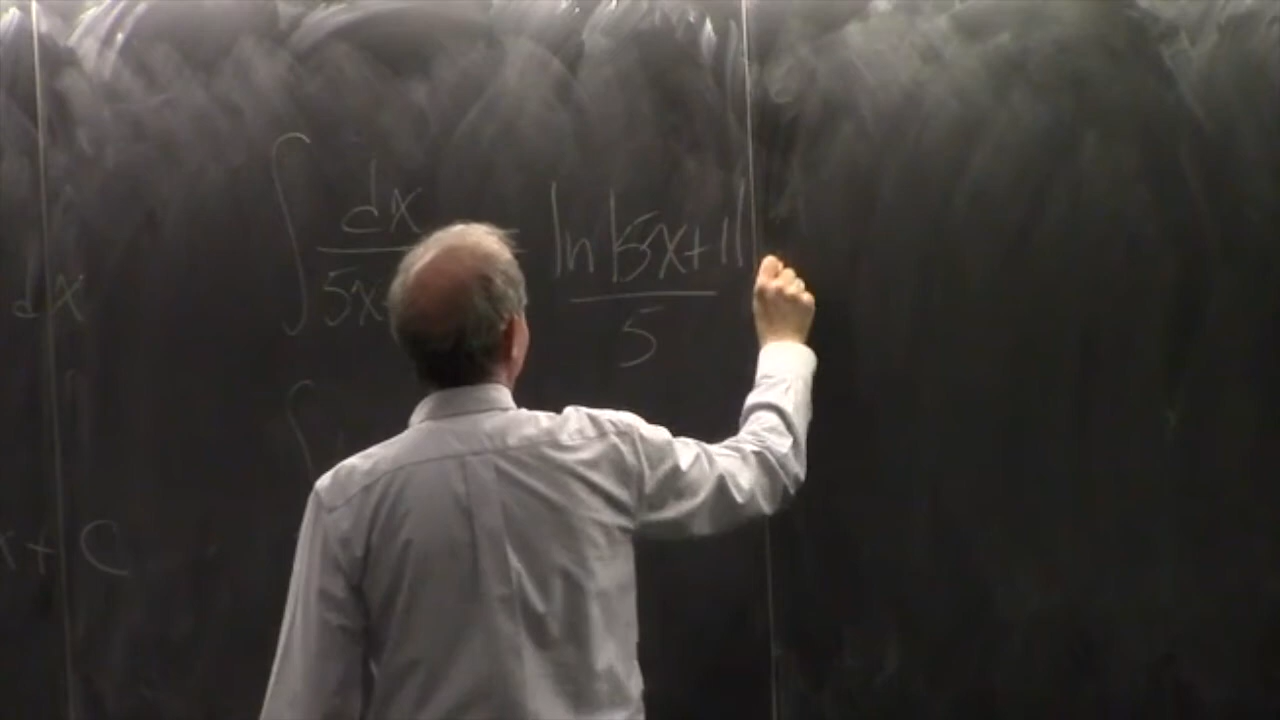 dx
x + C
∫ dx / 5x = ln|5x+1| / 5
∫